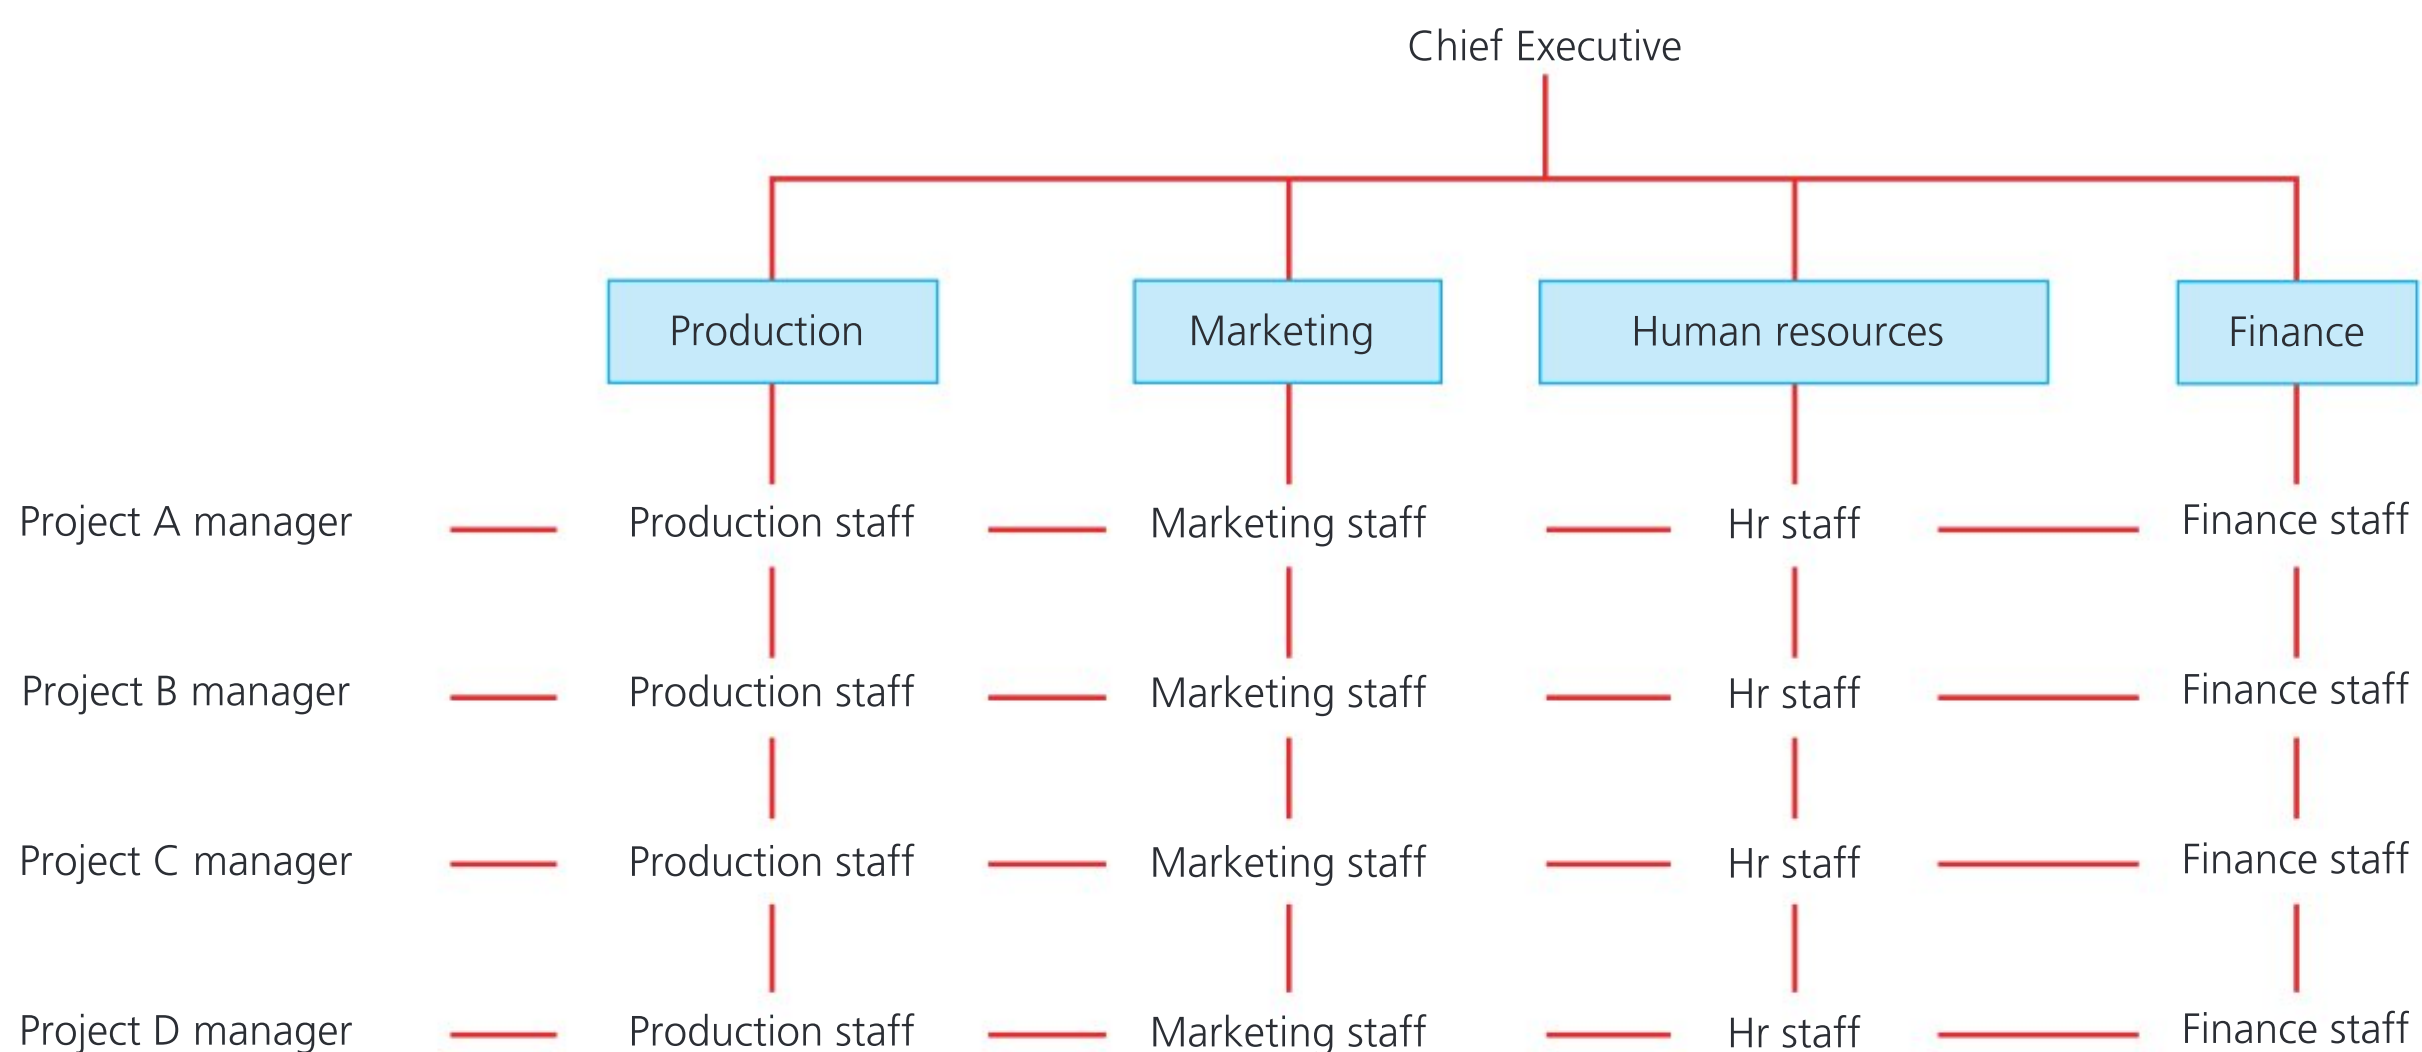 Chief Executive
Production Marketing Human resources Finance
Project A manager Production staff Marketing staff Hr staff Finance staff
Project B manager Production staff Marketing staff Hr staff Finance staff
Project C manager Production staff Marketing staff Hr staff Finance staff
Project D manager Production staff Marketing staff Hr staff Finance staff